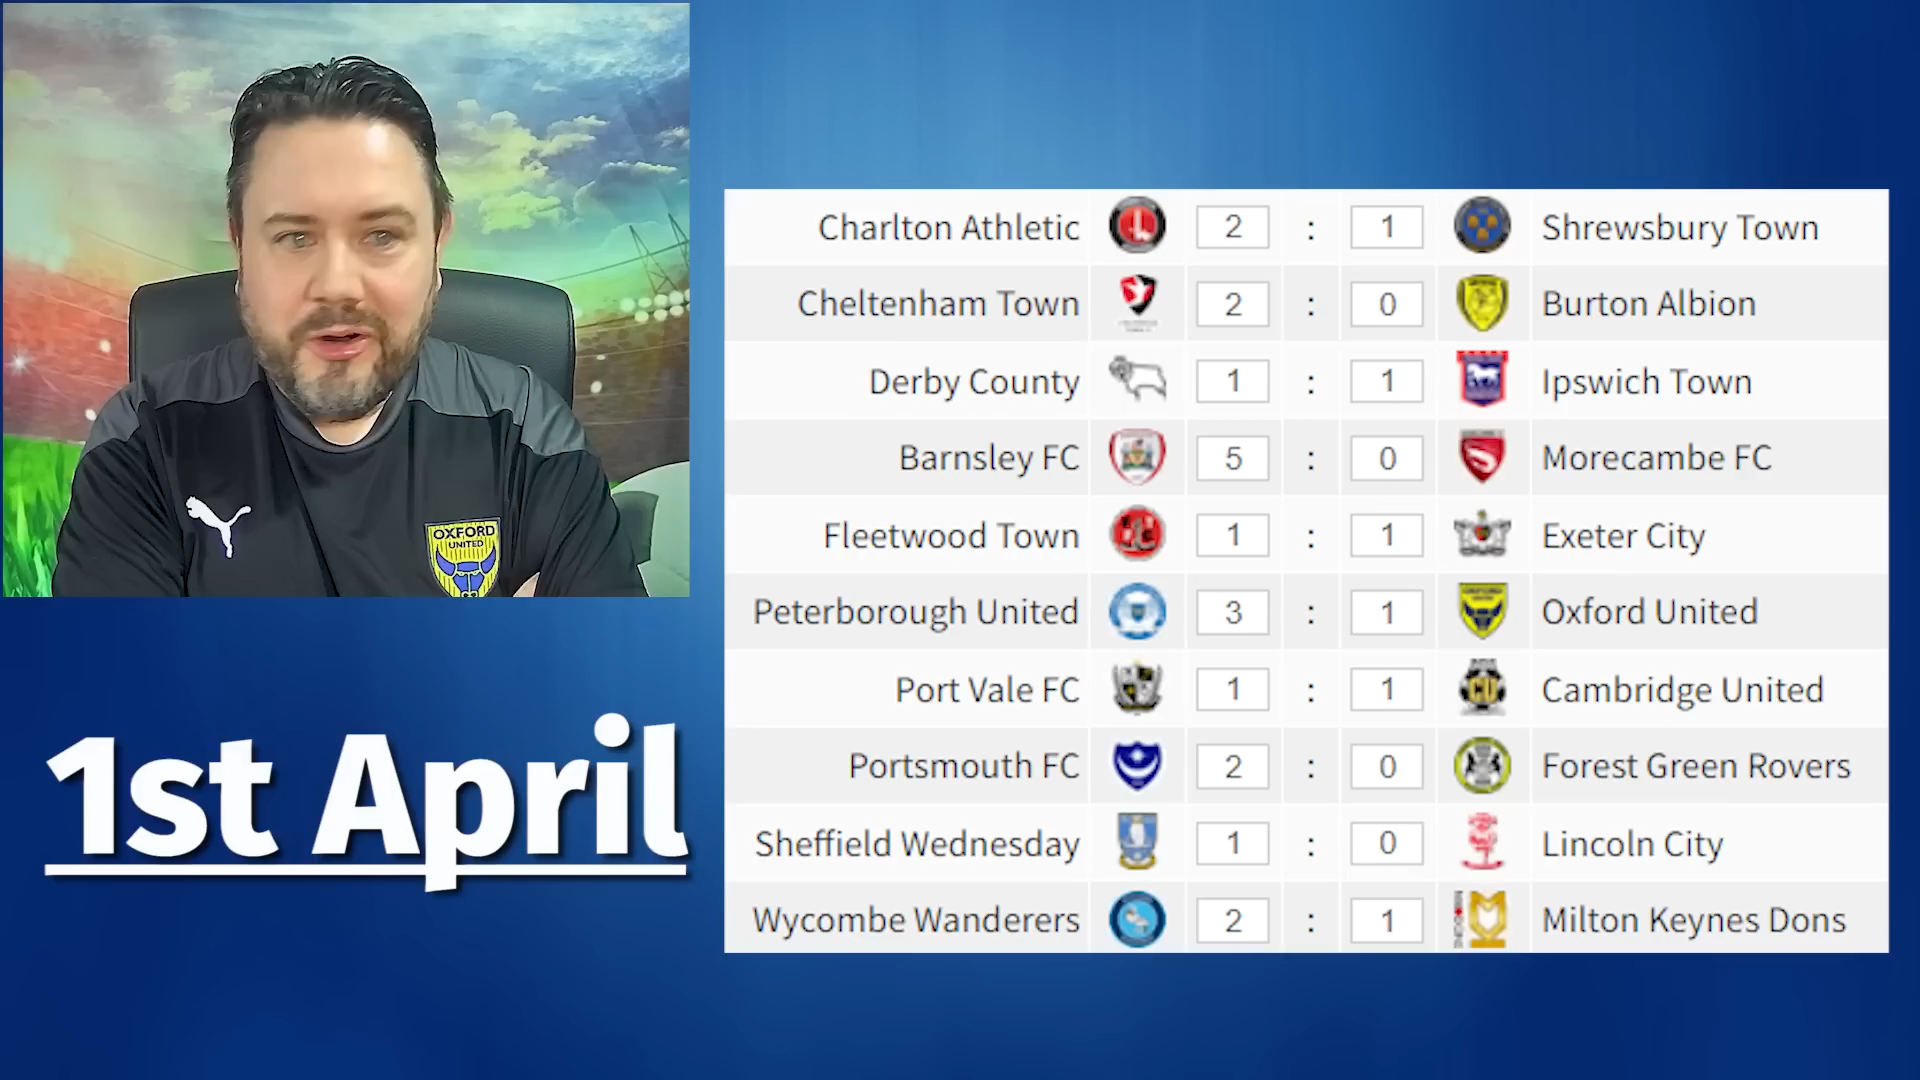 OXFORD
UNITED
1st April
Charlton Athletic 2 : 1 Shrewsbury Town
Cheltenham Town 2 : 0 Burton Albion
Derby County 1 : 1 Ipswich Town
Barnsley FC 5 : 0 Morecambe FC
Fleetwood Town 1 : 1 Exeter City
Peterborough United 3 : 1 Oxford United
Port Vale FC 1 : 1 Cambridge United
Portsmouth FC 2 : 0 Forest Green Rovers
Sheffield Wednesday 1 : 0 Lincoln City
Wycombe Wanderers 2 : 1 Milton Keynes Dons